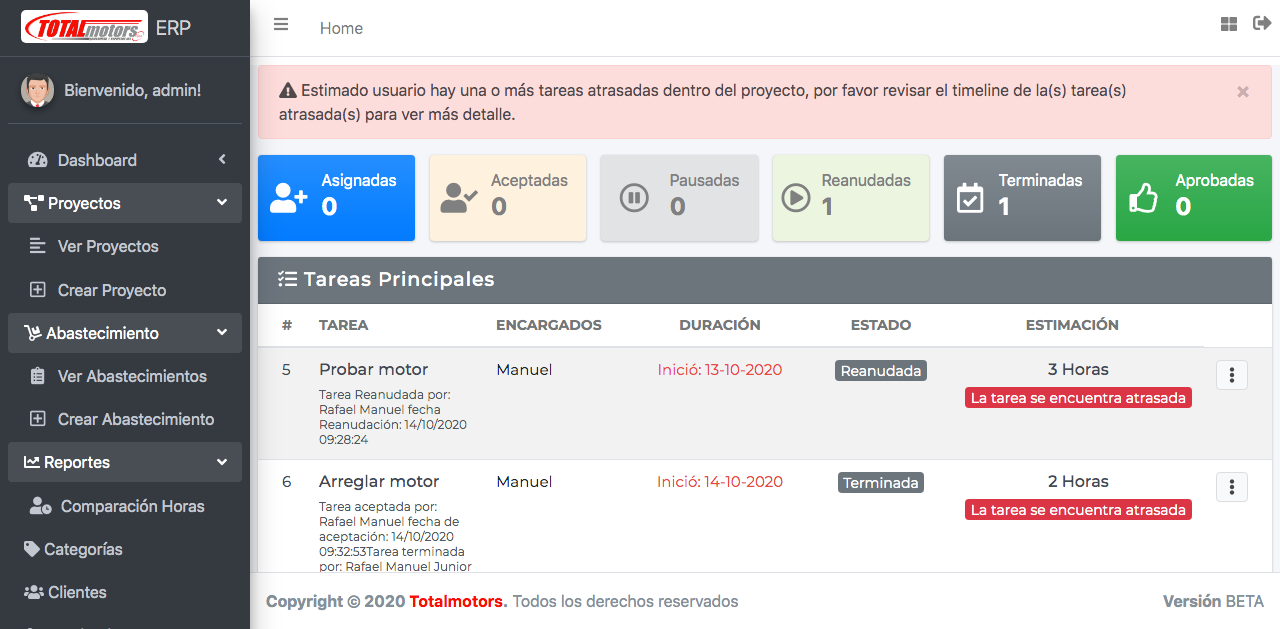 TOTALmotors ERP
Home
Bienvenido, admin!
Dashboard
Proyectos
Ver Proyectos
Crear Proyecto
Abastecimiento
Ver Abastecimientos
Crear Abastecimiento
Reportes
Comparación Horas
Categorías
Clientes
Estimado usuario hay una o más tareas atrasadas dentro del proyecto, por favor revisar el timeline de la(s) tarea(s)
atrasada(s) para ver más detalle.
×
Asignadas
0
Aceptadas
0
Pausadas
0
Reanudadas
1
Terminadas
1
Aprobadas
0
Tareas Principales
# TAREA ENCARGADOS DURACIÓN ESTADO ESTIMACIÓN
5 Probar motor Manuel Inició: 13-10-2020 Reanudada 3 Horas
La tarea se encuentra atrasada
Tarea Reanudada por:
Rafael Manuel fecha
Reanudación: 14/10/2020
09:28:24
6 Arreglar motor Manuel Inició: 14-10-2020 Terminada 2 Horas
La tarea se encuentra atrasada
Tarea aceptada por:
Rafael Manuel fecha de
aceptación: 14/10/2020
09:32:53Tarea terminada
por: Rafael Manuel Junior
Copyright © 2020 Totalmotors. Todos los derechos reservados
Versión BETA